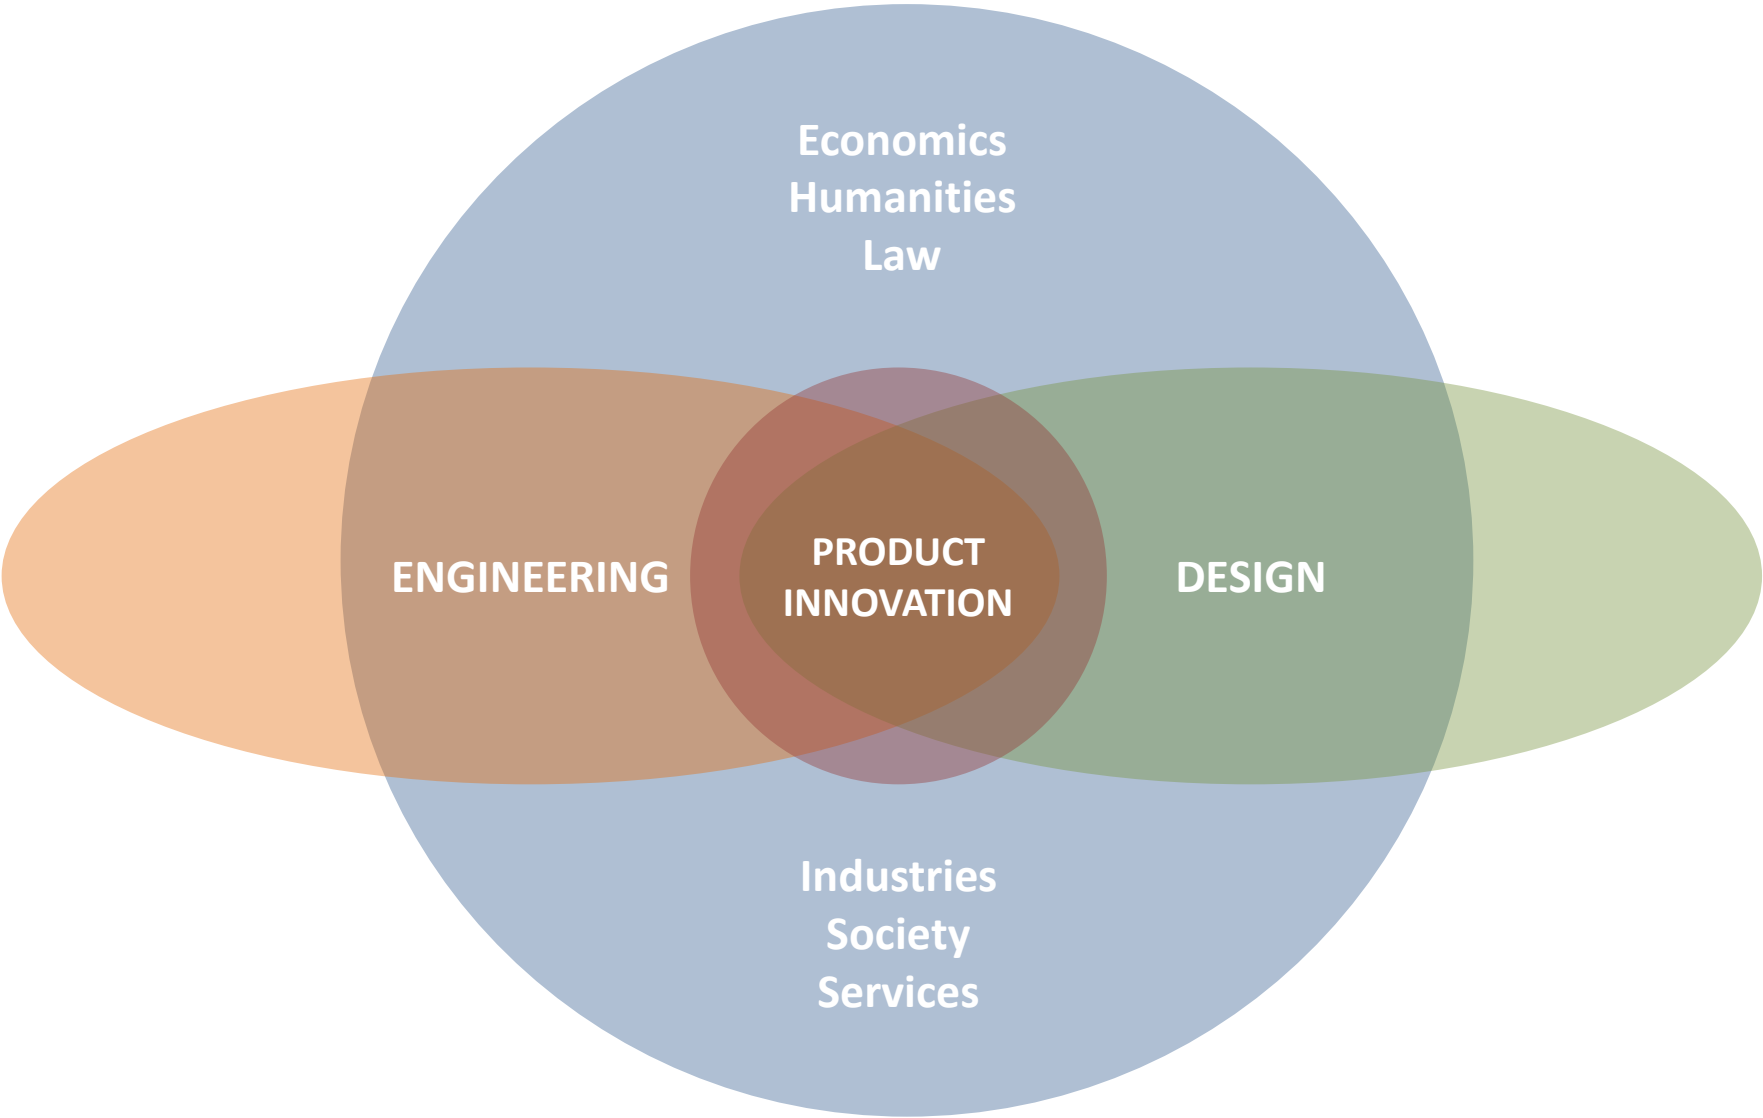 Economics
Humanities
Law
ENGINEERING
PRODUCT
INNOVATION
DESIGN
Industries
Society
Services